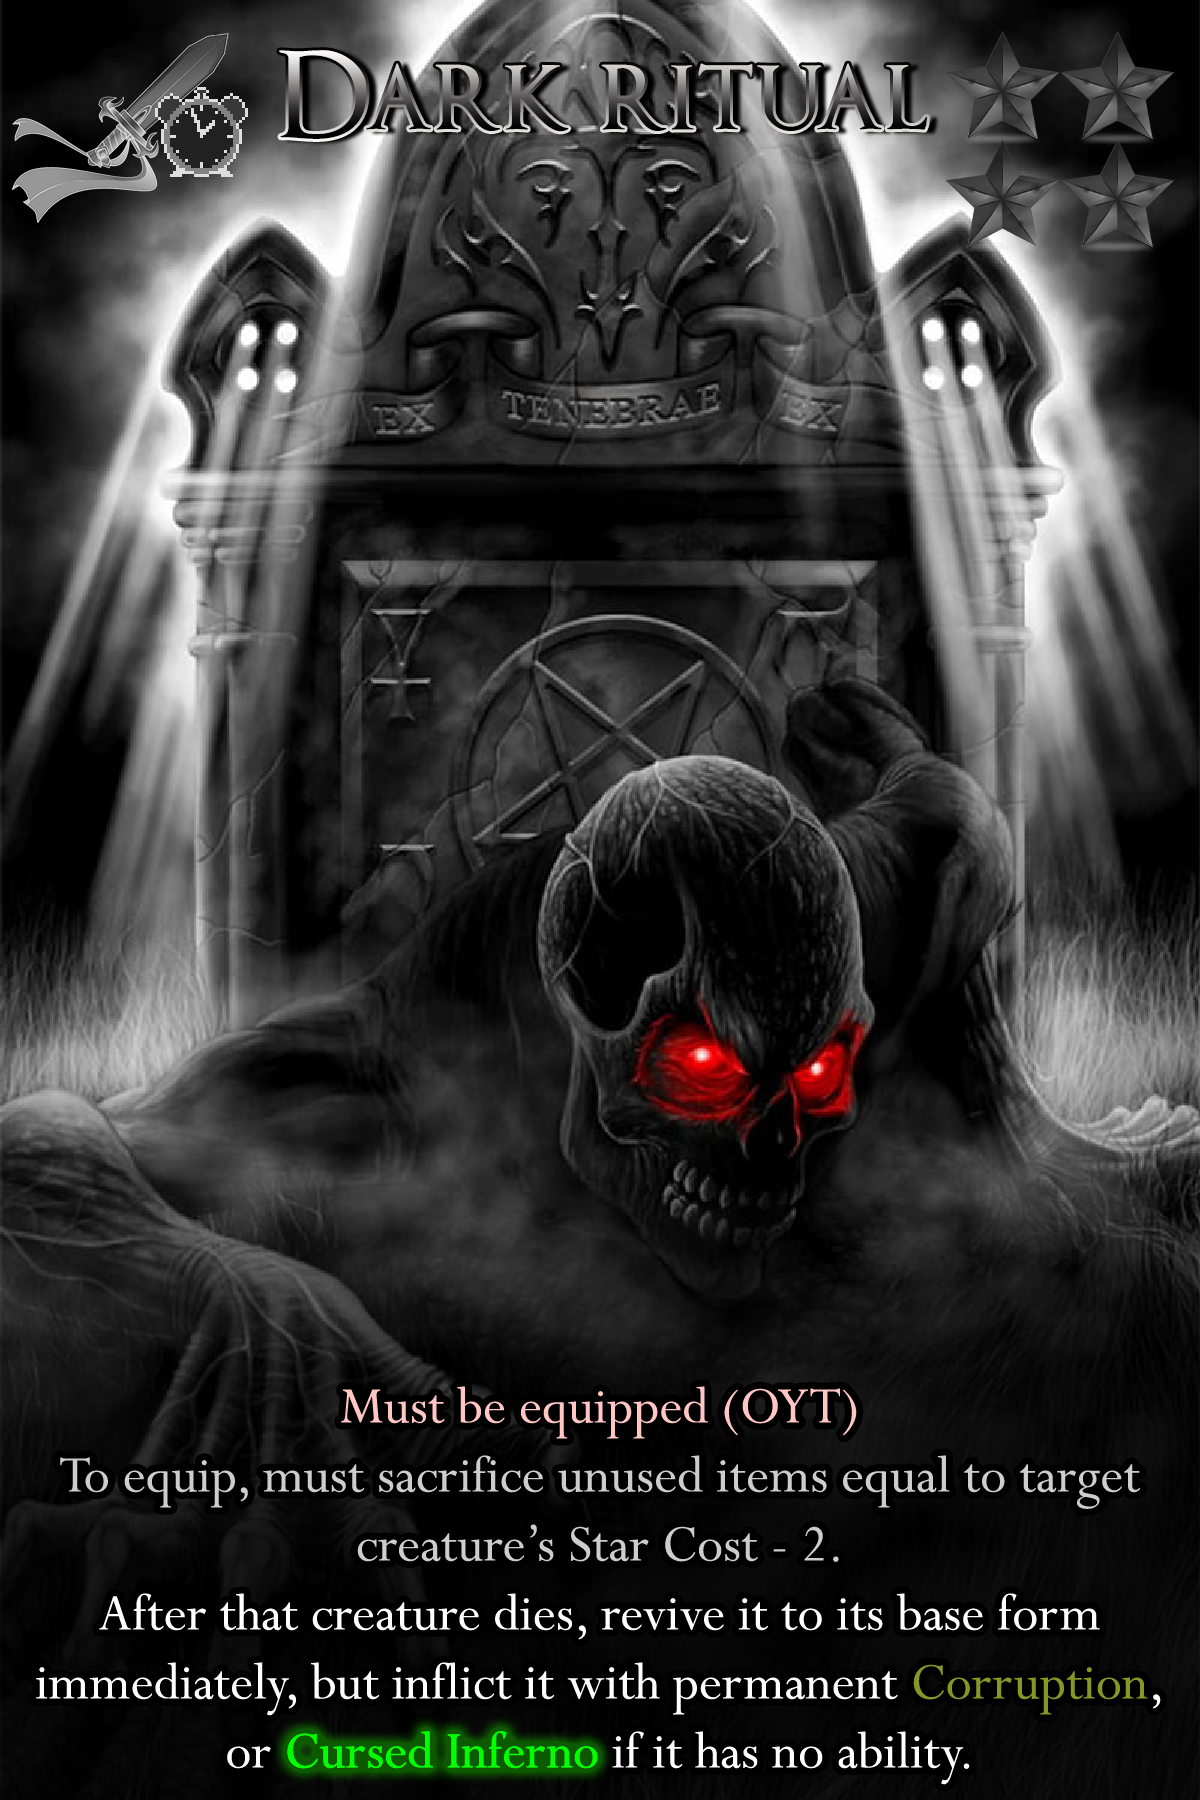 DARK RITUAL
EX TENEBRAE EX
Must be equipped (OYT)
To equip, must sacrifice unused items equal to target
creature's Star Cost - 2.
After that creature dies, revive it to its base form
immediately, but inflict it with permanent Corruption,
or Cursed Inferno if it has no ability.